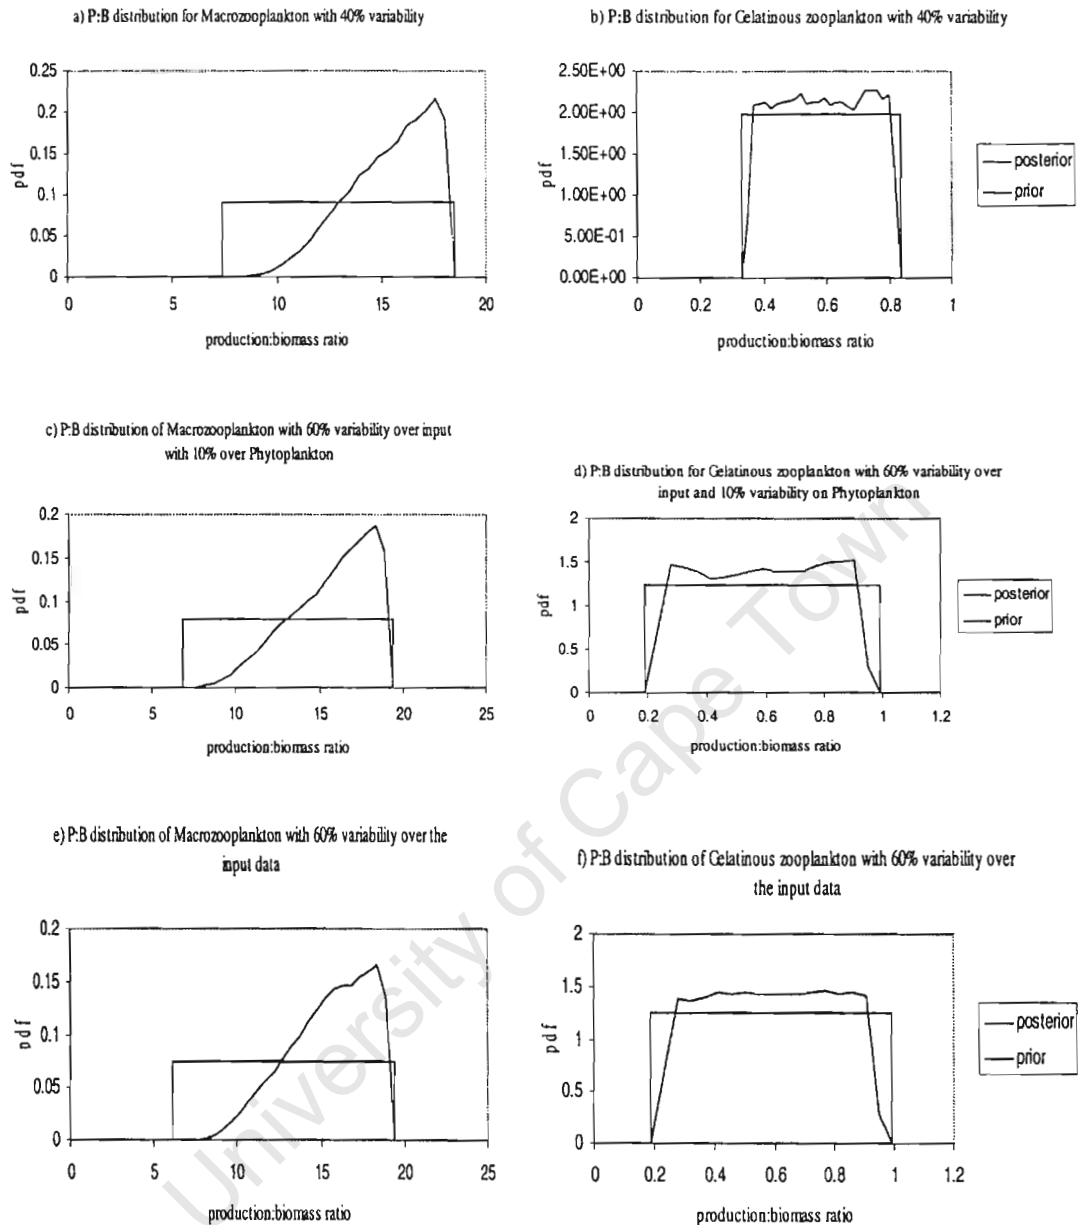 a) P:B distribution for Macrozooplankton with 40% variability
0.25
0.2
0.15
0.1
0.05
0
pdf
0 5 10 15 20
production:biomass ratio
b) P:B distribution for Gelatinous zooplankton with 40% variability
2.50E+00
2.00E+00
1.50E+00
1.00E+00
5.00E-01
0.00E+00
pdf
0 0.2 0.4 0.6 0.8 1
production:biomass ratio
posterior
prior
c) P:B distribution of Macrozooplankton with 60% variability over input
with 10% over Phytoplankton
0.2
0.15
0.1
0.05
0
pdf
0 5 10 15 20 25
production:biomass ratio
d) P:B distribution for Gelatinous zooplankton with 60% variability over
input and 10% variability on Phytoplankton
2
1.5
1
0.5
0
pdf
0 0.2 0.4 0.6 0.8 1 1.2
production:biomass ratio
posterior
prior
e) P:B distribution of Macrozooplankton with 60% variability over the
input data
0.2
0.15
0.1
0.05
0
pdf
0 5 10 15 20 25
production:biomass ratio
f) P:B distribution of Gelatinous zooplankton with 60% variability over
the input data
2
1.5
1
0.5
0
pdf
0 0.2 0.4 0.6 0.8 1 1.2
production:biomass ratio
posterior
prior
University of Cape Town